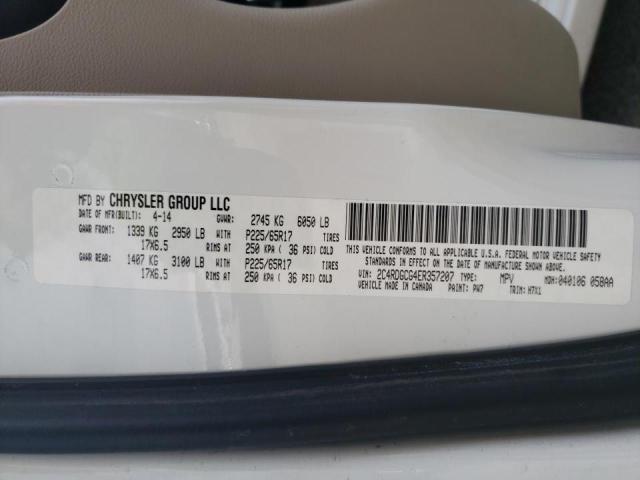 MFD BY CHRYSLER GROUP LLC
DATE OF MFR(BUILT): 4-14 GVWR: 2745 KG 6050 LB
GAWR FRONT: 1339 KG 2950 LB WITH P225/65R17 TIRES
17X6.5 RIMS AT 250 KPA ( 36 PSI) COLD
GAWR REAR: 1407 KG 3100 LB WITH P225/65R17 TIRES
17X6.5 RIMS AT 250 KPA ( 36 PSI) COLD
THIS VEHICLE CONFORMS TO ALL APPLICABLE U.S.A. FEDERAL MOTOR VEHICLE SAFETY
STANDARDS IN EFFECT ON THE DATE OF MANUFACTURE SHOWN ABOVE.
VIN: 2C4RDGCG4ER357207 TYPE: MPV MDH: 040106 058AA
VEHICLE MADE IN CANADA PAINT: PW7 TRIM: H7X1